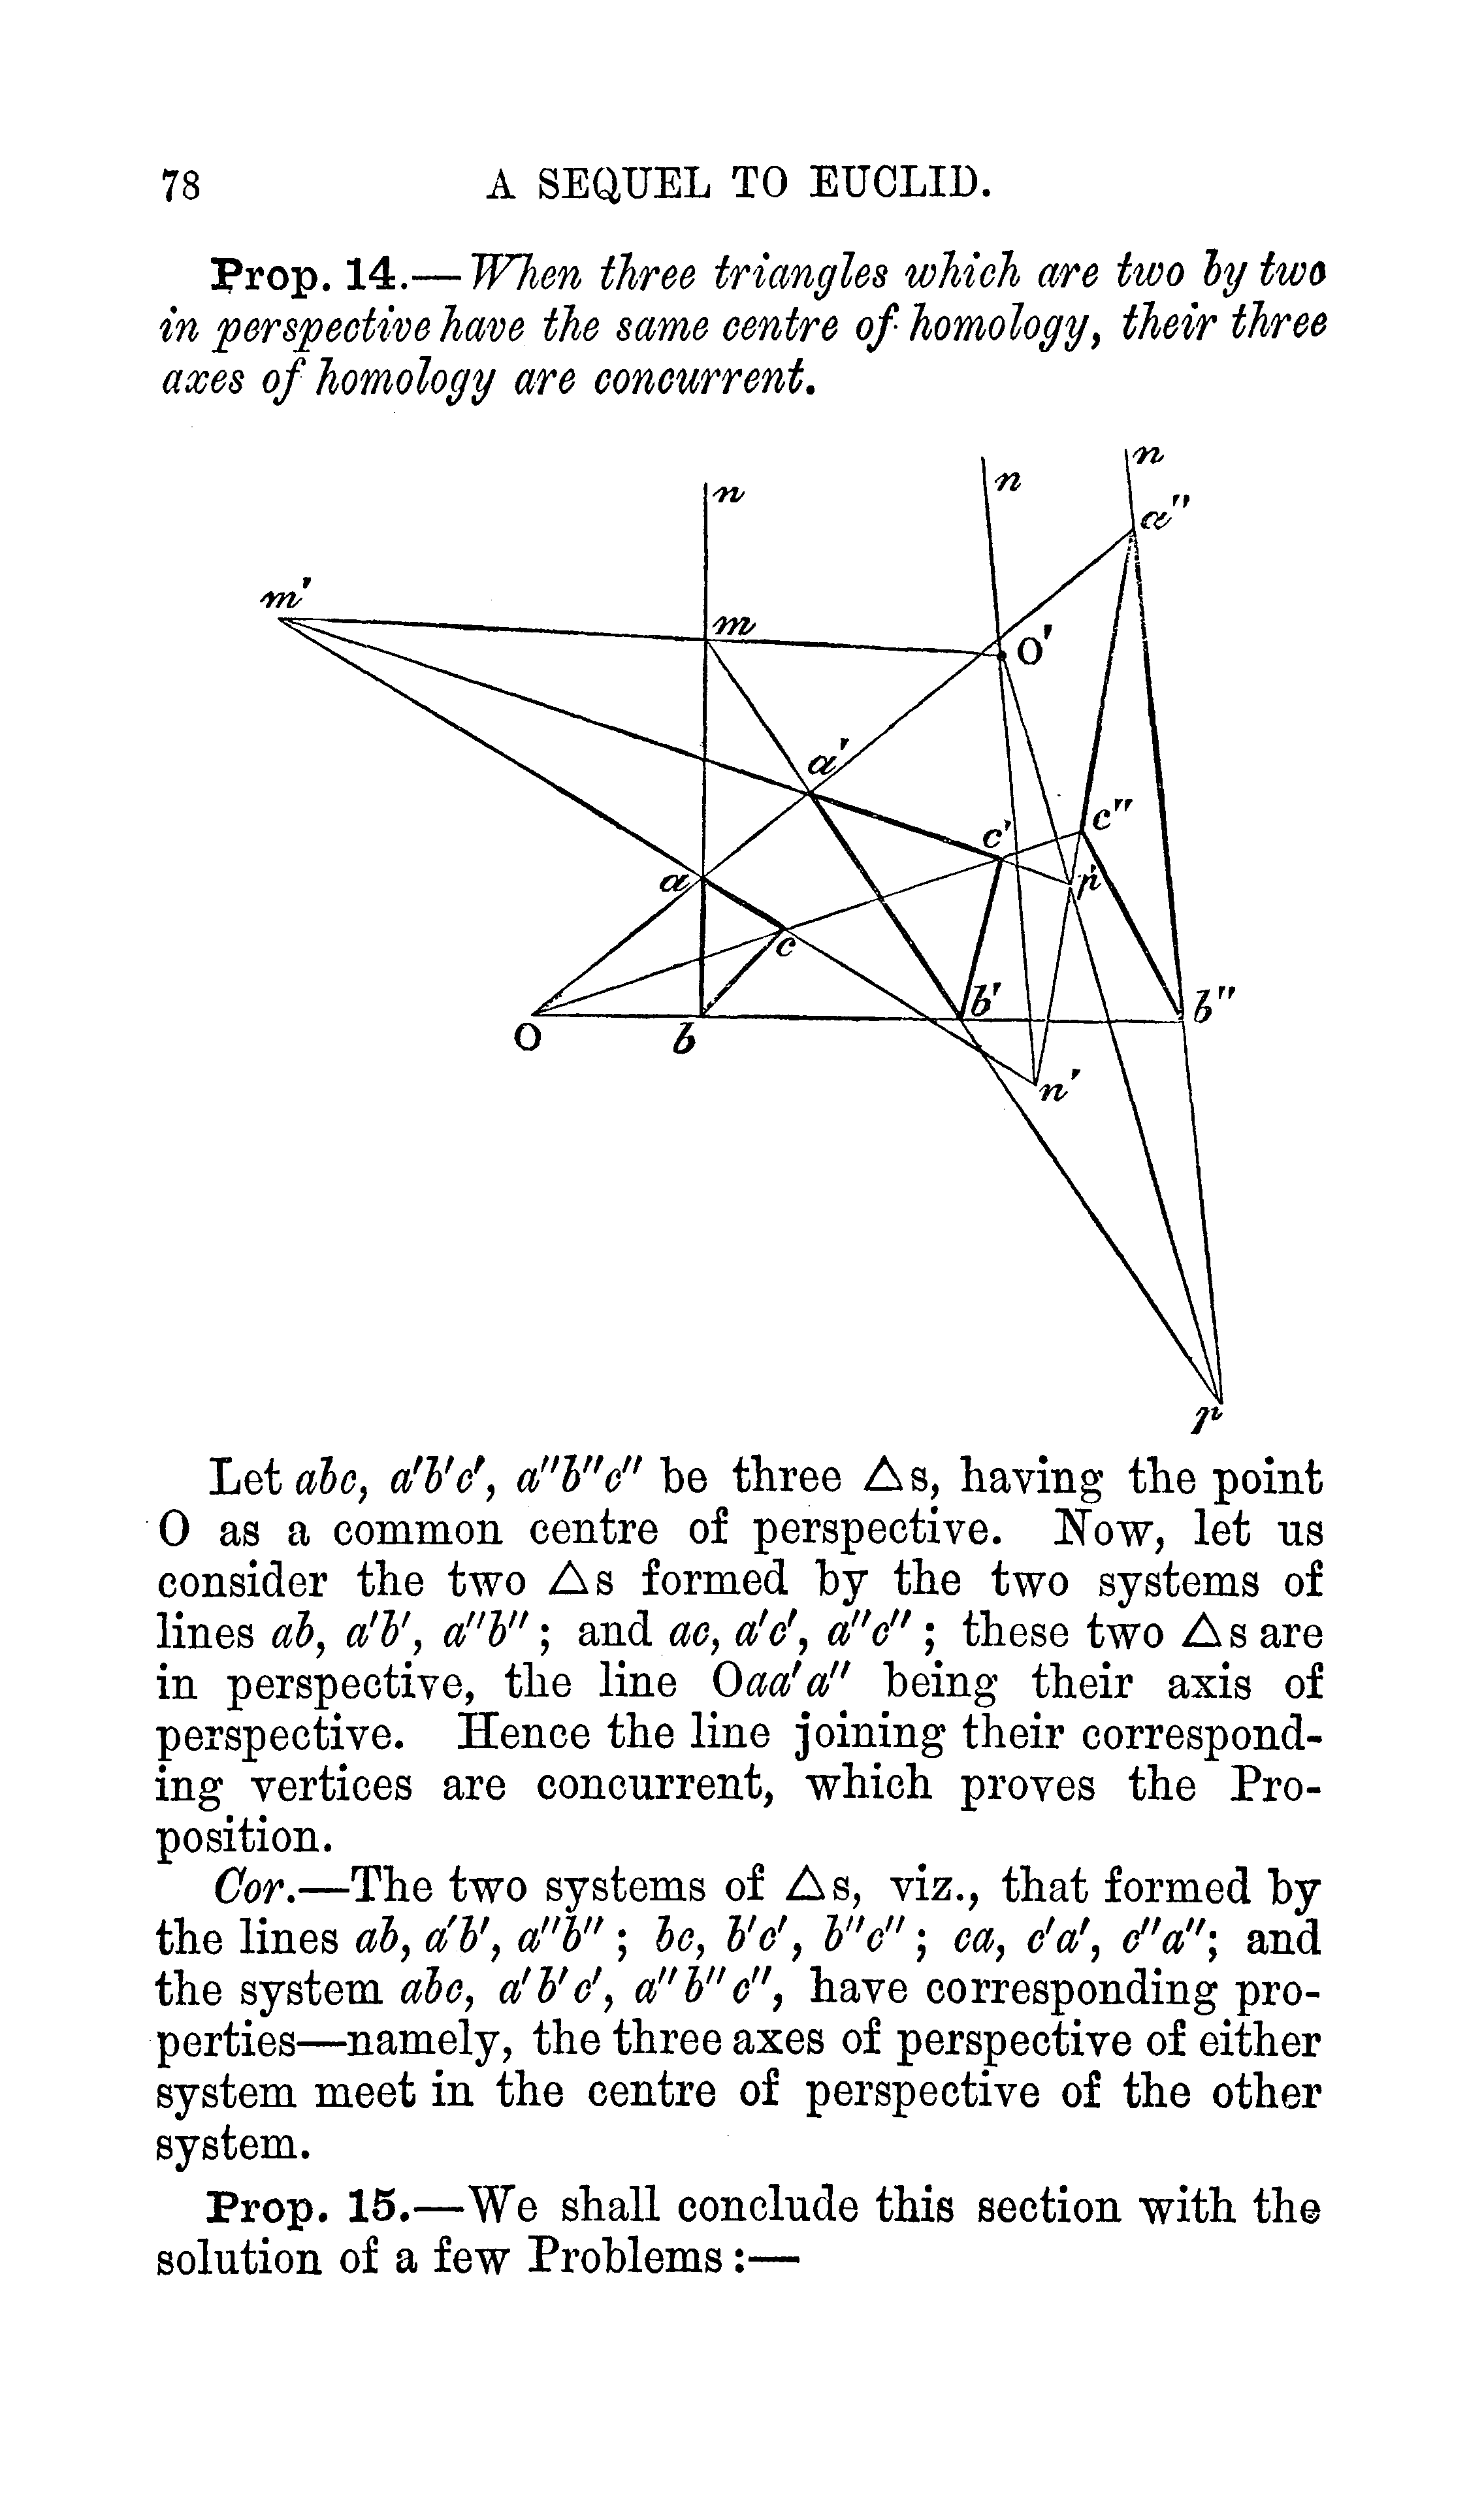 78 A SEQUEL TO EUCLID.
Prop. 14.—When three triangles which are two by two
in perspective have the same centre of homology, their three
axes of homology are concurrent.
n
n
n
a"
m'
m
O'
a'
c"
c'
p'
a
c
b'
b"
O
b
n'
p
Let abc, a'b'c', a"b"c" be three △s, having the point
O as a common centre of perspective. Now, let us
consider the two △s formed by the two systems of
lines ab, a'b', a"b"; and ac, a'c', a"c"; these two △s are
in perspective, the line Oaa'a" being their axis of
perspective. Hence the line joining their correspond-
ing vertices are concurrent, which proves the Pro-
position.
Cor.—The two systems of △s, viz., that formed by
the lines ab, a'b', a"b"; bc, b'c', b"c"; ca, c'a', c"a"; and
the system abc, a'b'c', a"b"c", have corresponding pro-
perties—namely, the three axes of perspective of either
system meet in the centre of perspective of the other
system.
Prop. 15.—We shall conclude this section with the
solution of a few Problems:—